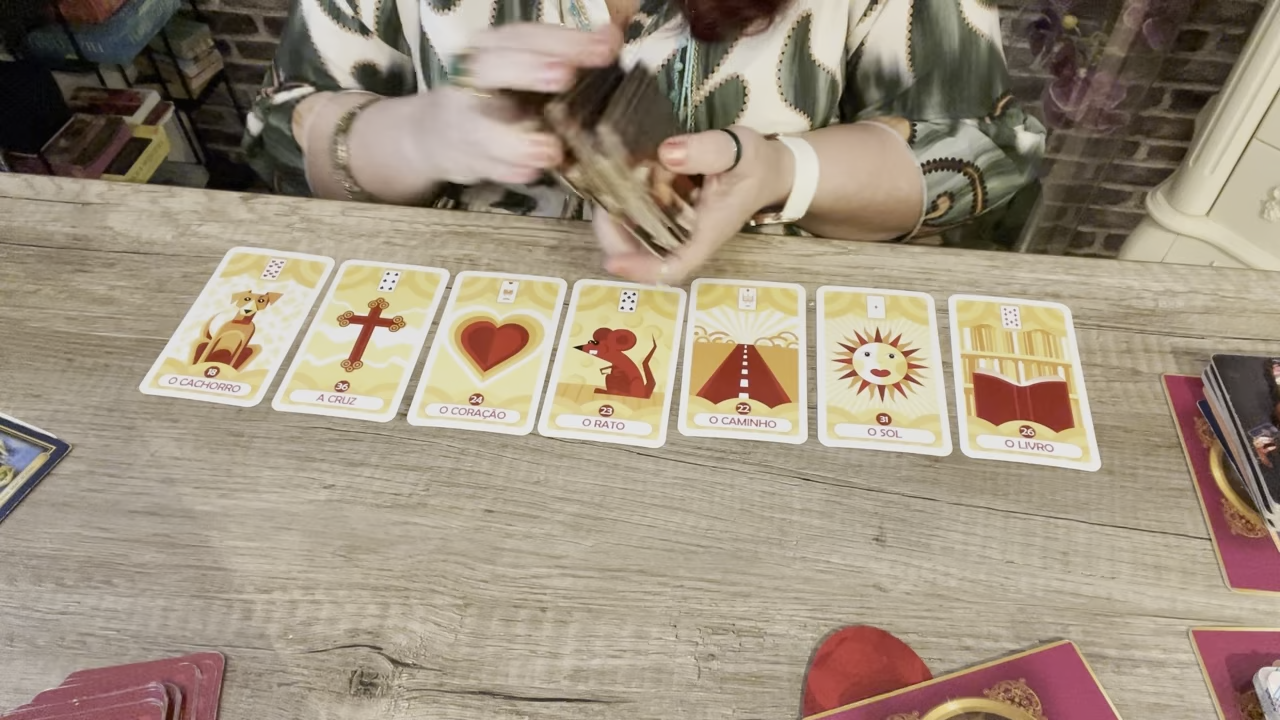 18
O CACHORRO
36
A CRUZ
24
O CORAÇÃO
23
O RATO
22
O CAMINHO
31
O SOL
26
O LIVRO